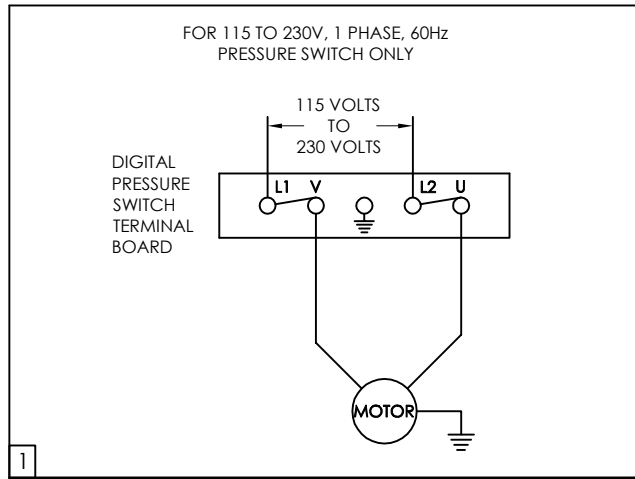 FOR 115 TO 230V, 1 PHASE, 60Hz
PRESSURE SWITCH ONLY
115 VOLTS
TO
230 VOLTS
DIGITAL
PRESSURE
SWITCH
TERMINAL
BOARD
L1 V L2 U
MOTOR
1